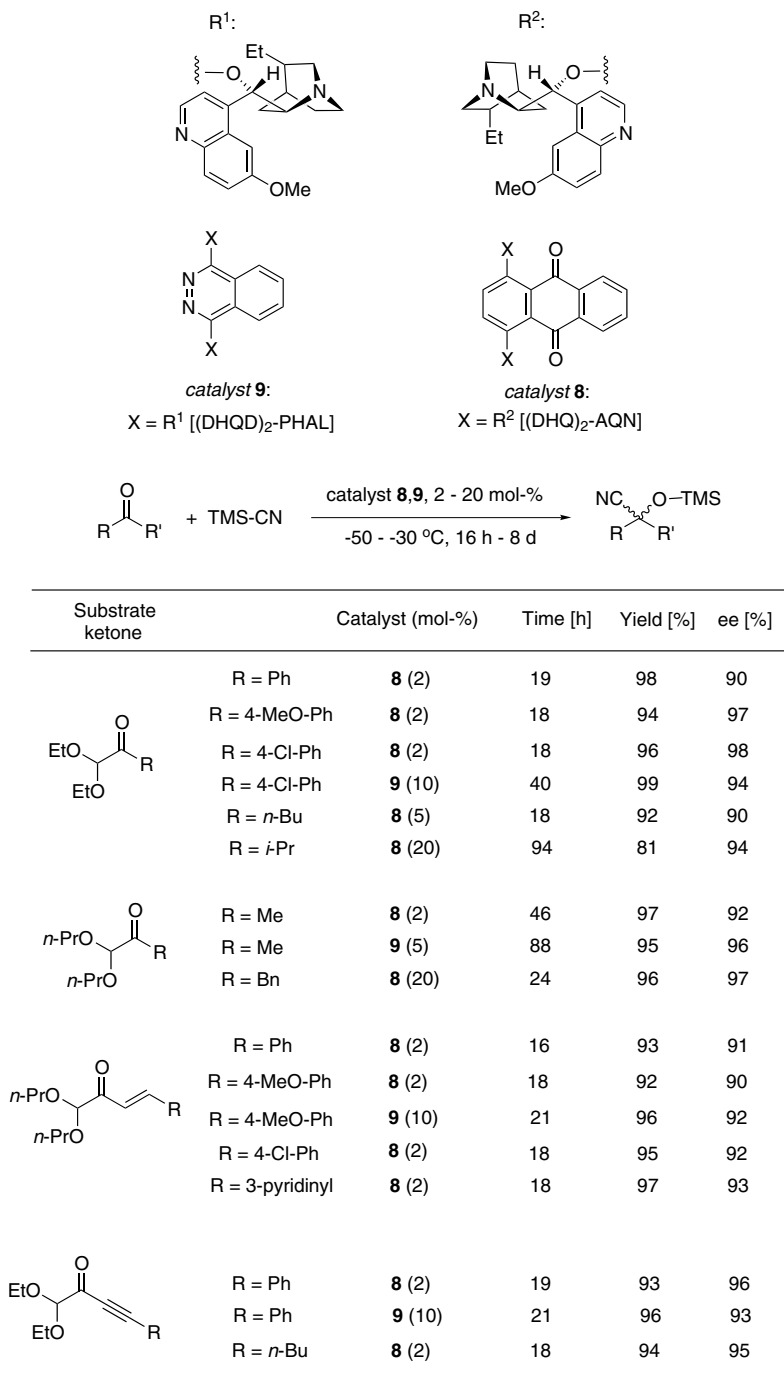 R¹: R²:
Et
O H N
N
OMe
H O
N
Et
N
MeO
X
N
N
X
X O
X O
catalyst 9:
X = R¹ [(DHQD)₂-PHAL]
catalyst 8:
X = R² [(DHQ)₂-AQN]
O
R R'
+ TMS-CN
catalyst 8,9, 2 - 20 mol-%
-50 - -30 ºC, 16 h - 8 d
NC O–TMS
R R'
Substrate ketone Catalyst (mol-%) Time [h] Yield [%] ee [%]
EtO O R
EtO
R = Ph 8 (2) 19 98 90
R = 4-MeO-Ph 8 (2) 18 94 97
R = 4-Cl-Ph 8 (2) 18 96 98
R = 4-Cl-Ph 9 (10) 40 99 94
R = n-Bu 8 (5) 18 92 90
R = i-Pr 8 (20) 94 81 94
n-PrO O R
n-PrO
R = Me 8 (2) 46 97 92
R = Me 9 (5) 88 95 96
R = Bn 8 (20) 24 96 97
n-PrO O R
n-PrO
R = Ph 8 (2) 16 93 91
R = 4-MeO-Ph 8 (2) 18 92 90
R = 4-MeO-Ph 9 (10) 21 96 92
R = 4-Cl-Ph 8 (2) 18 95 92
R = 3-pyridinyl 8 (2) 18 97 93
EtO O R
EtO
R = Ph 8 (2) 19 93 96
R = Ph 9 (10) 21 96 93
R = n-Bu 8 (2) 18 94 95